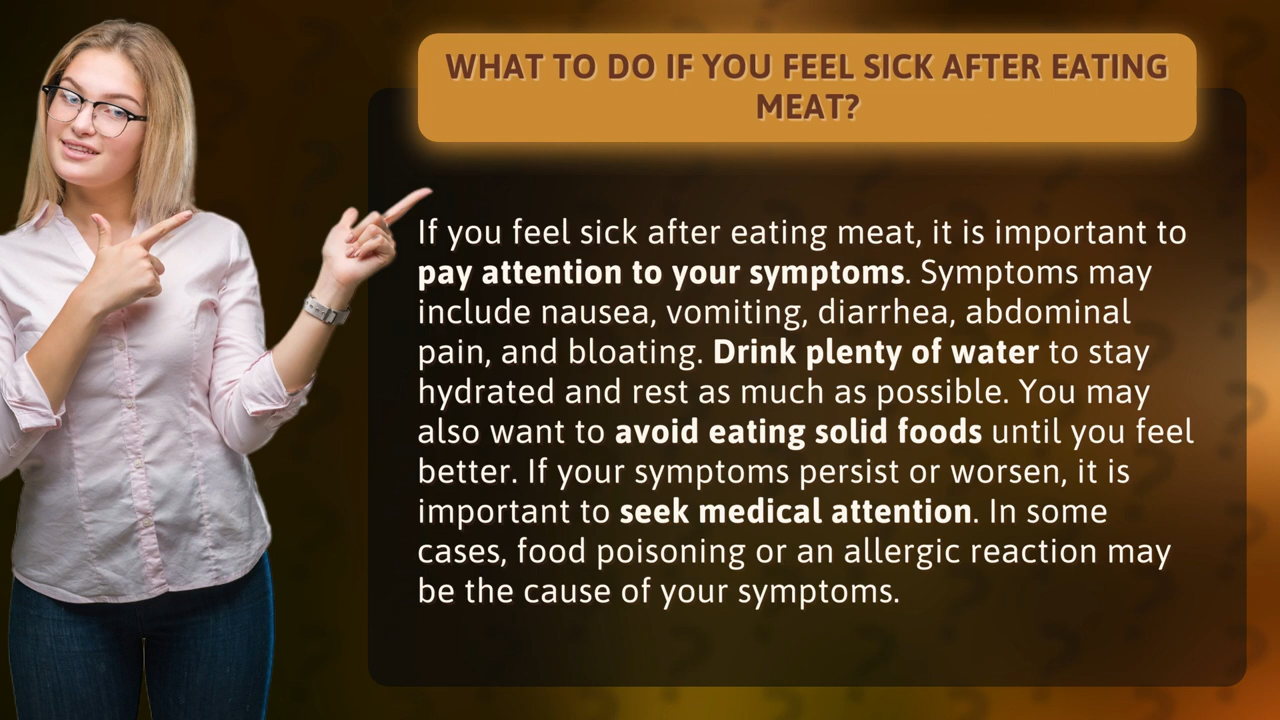 WHAT TO DO IF YOU FEEL SICK AFTER EATING
MEAT?
If you feel sick after eating meat, it is important to
pay attention to your symptoms. Symptoms may
include nausea, vomiting, diarrhea, abdominal
pain, and bloating. Drink plenty of water to stay
hydrated and rest as much as possible. You may
also want to avoid eating solid foods until you feel
better. If your symptoms persist or worsen, it is
important to seek medical attention. In some
cases, food poisoning or an allergic reaction may
be the cause of your symptoms.